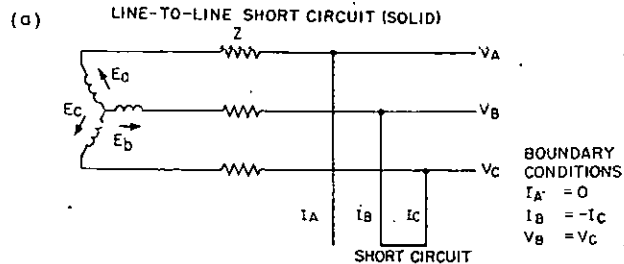 (a)
LINE-TO-LINE SHORT CIRCUIT (SOLID)
Z
VA
Ea
Ec
VB
Eb
VC
BOUNDARY
CONDITIONS
IA = 0
IB = -IC
VB = VC
IA IB IC
SHORT CIRCUIT